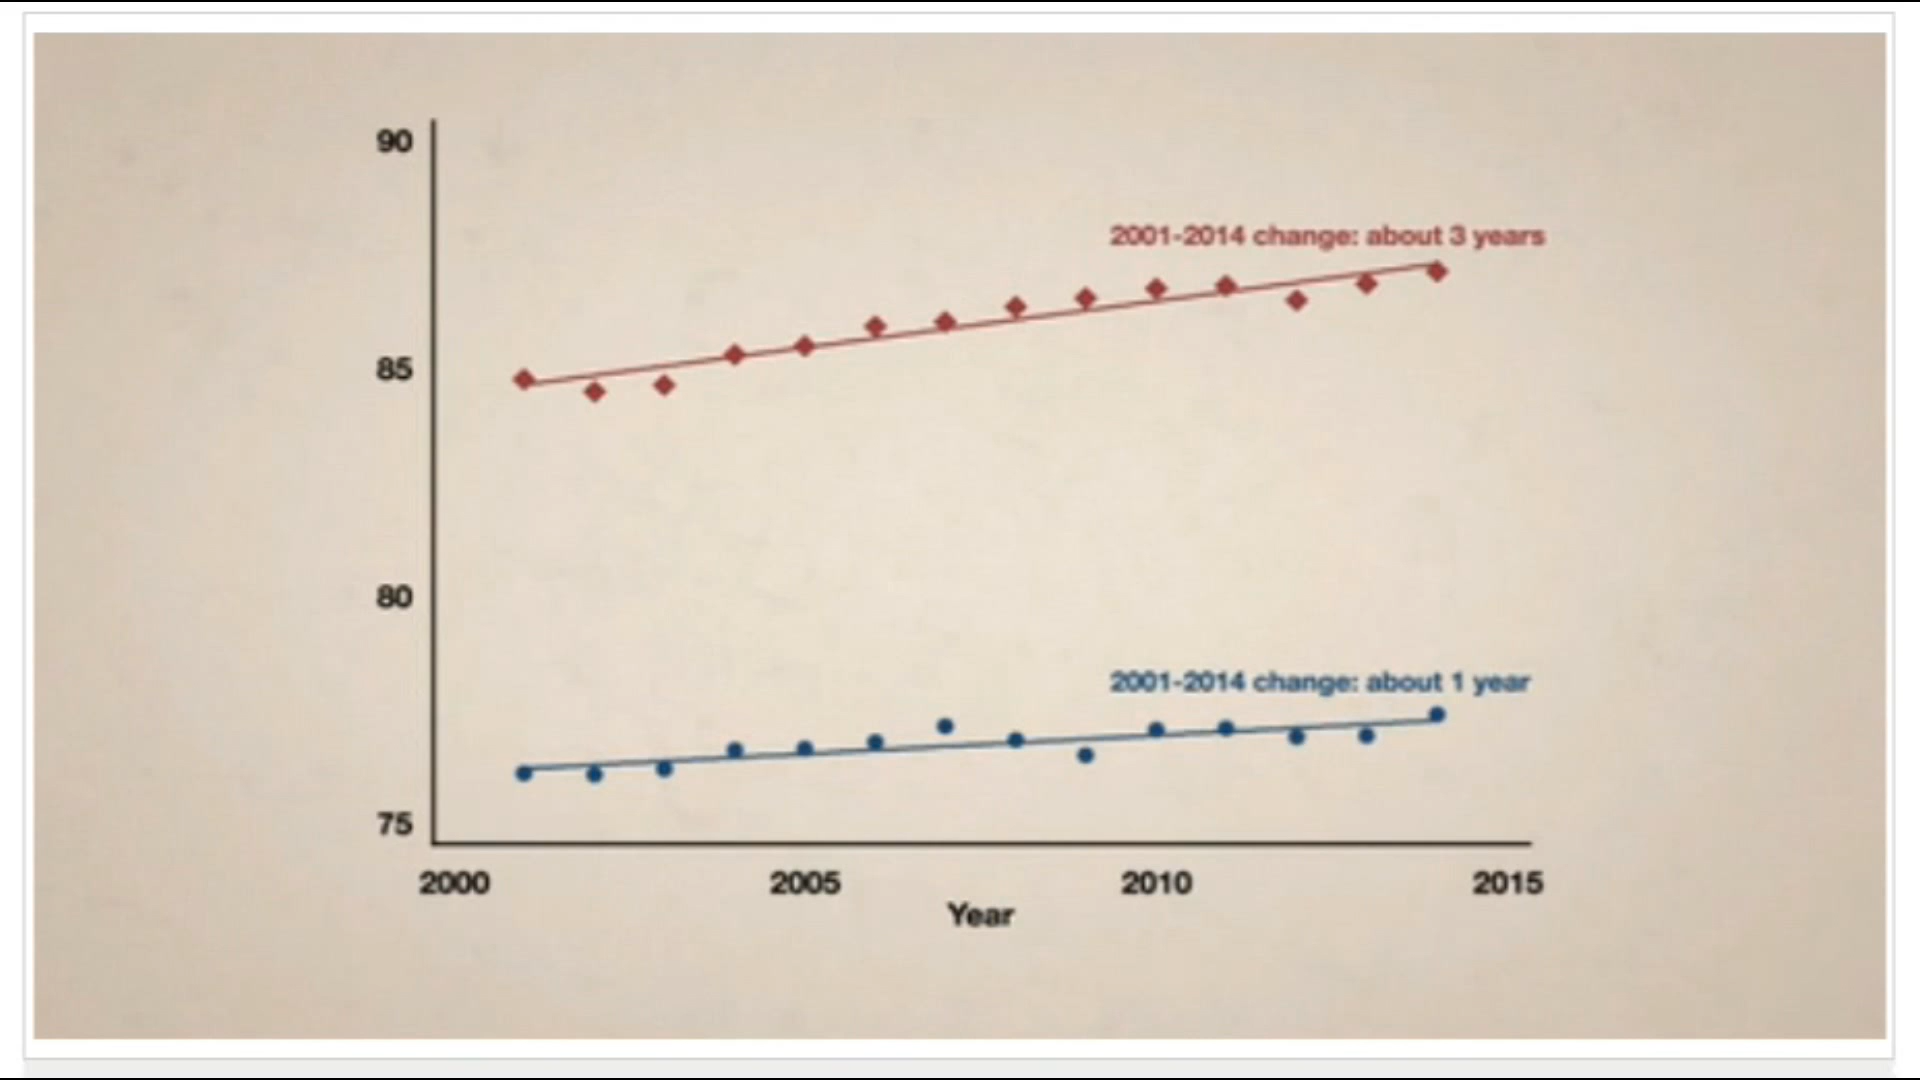 90
2001-2014 change: about 3 years
85
80
2001-2014 change: about 1 year
75
2000 2005 2010 2015
Year